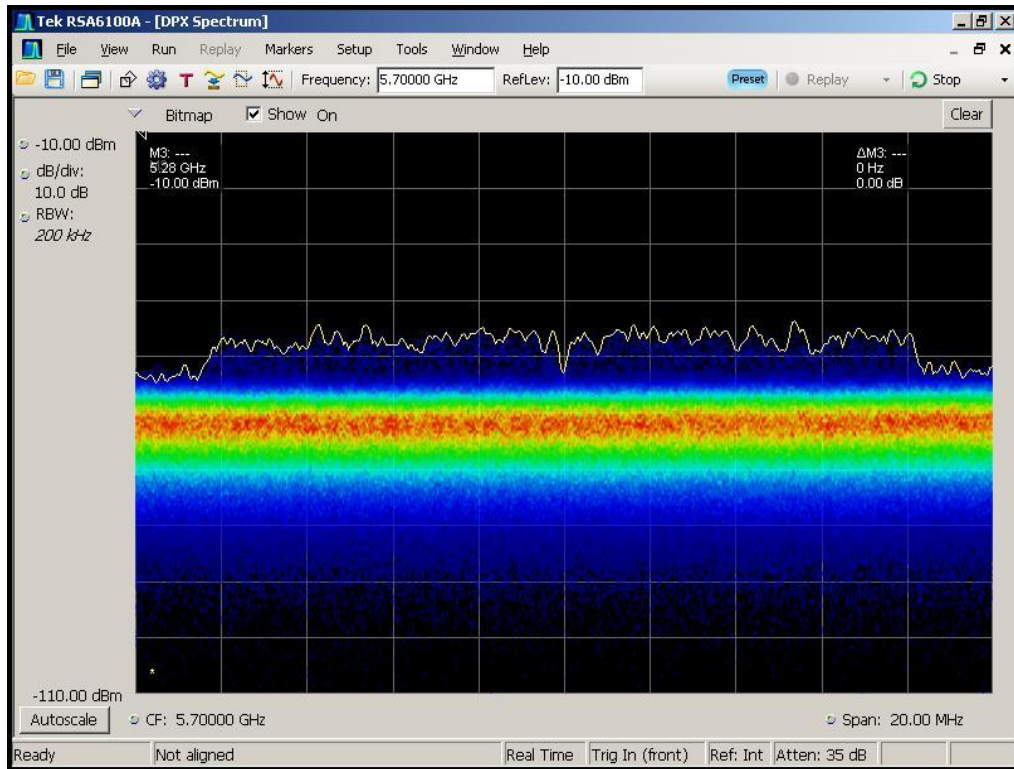 Tek RSA6100A - [DPX Spectrum]
File View Run Replay Markers Setup Tools Window Help
T Frequency: 5.70000 GHz RefLev: -10.00 dBm Preset Replay Stop
Bitmap Show On Clear
-10.00 dBm
dB/div:
10.0 dB
RBW:
200 kHz
M3: ---
5.28 GHz
-10.00 dBm
ΔM3: ---
0 Hz
0.00 dB
-110.00 dBm
Autoscale CF: 5.70000 GHz Span: 20.00 MHz
Ready Not aligned Real Time Trig In (front) Ref: Int Atten: 35 dB